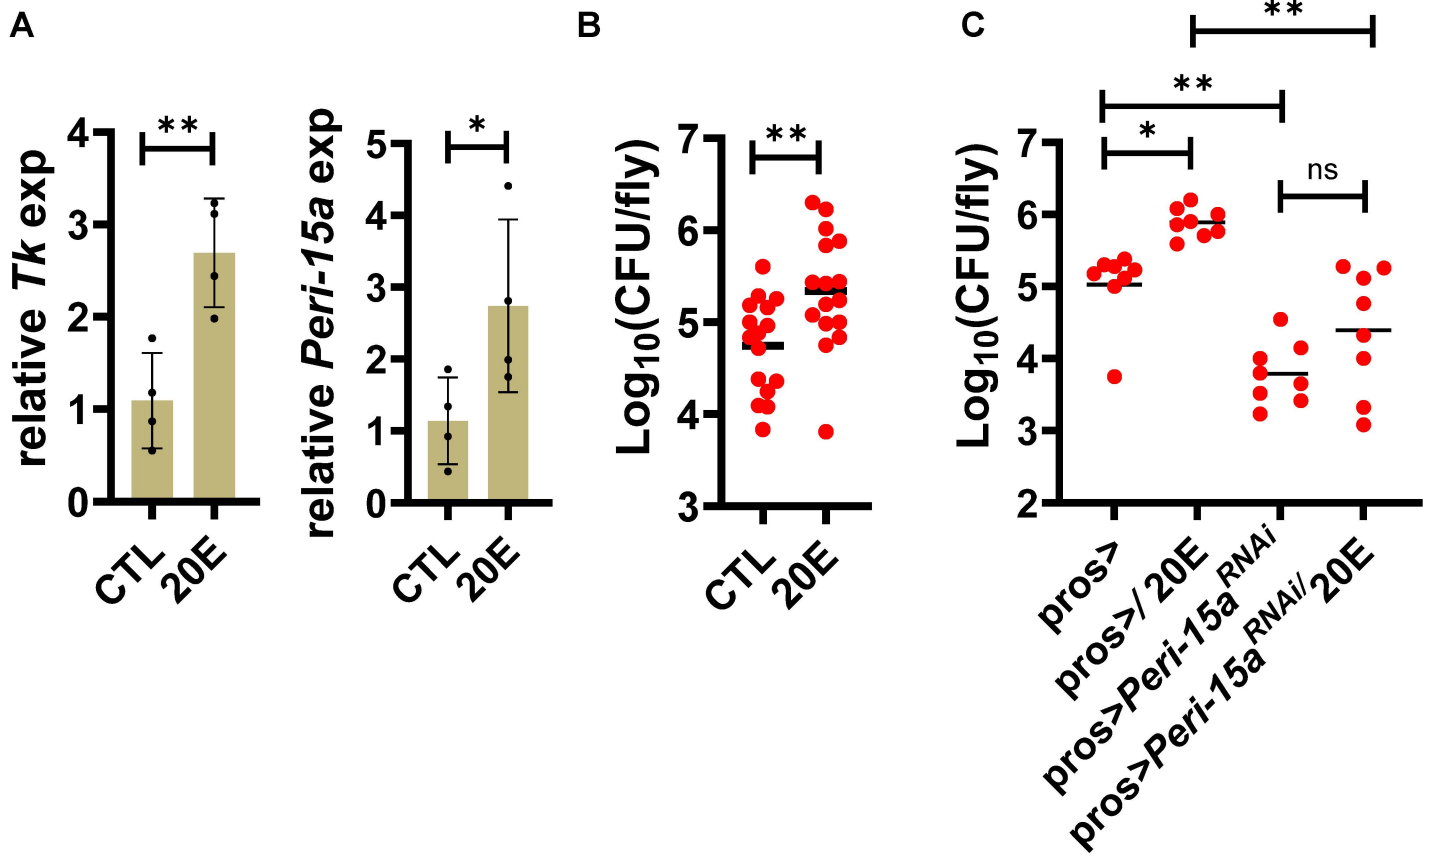 A
relative Tk exp
4
3
2
1
0
**
CTL
20E
relative Peri-15a exp
5
4
3
2
1
0
*
CTL
20E
B
Log10(CFU/fly)
7
6
5
4
3
**
CTL
20E
C
Log10(CFU/fly)
7
6
5
4
3
2
**
**
*
ns
pros>
pros>/ 20E
pros>Peri-15aRNAi
pros>Peri-15aRNAi/20E